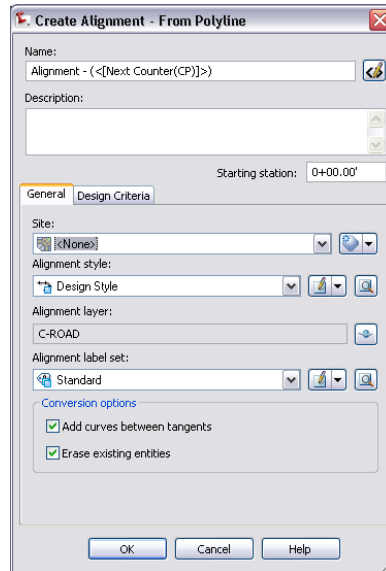 Create Alignment - From Polyline
Name:
Alignment - (<[Next Counter(CP)]>)
Description:
Starting station: 0+00.00'
General Design Criteria
Site:
<None>
Alignment style:
Design Style
Alignment layer:
C-ROAD
Alignment label set:
Standard
Conversion options
Add curves between tangents
Erase existing entities
OK Cancel Help